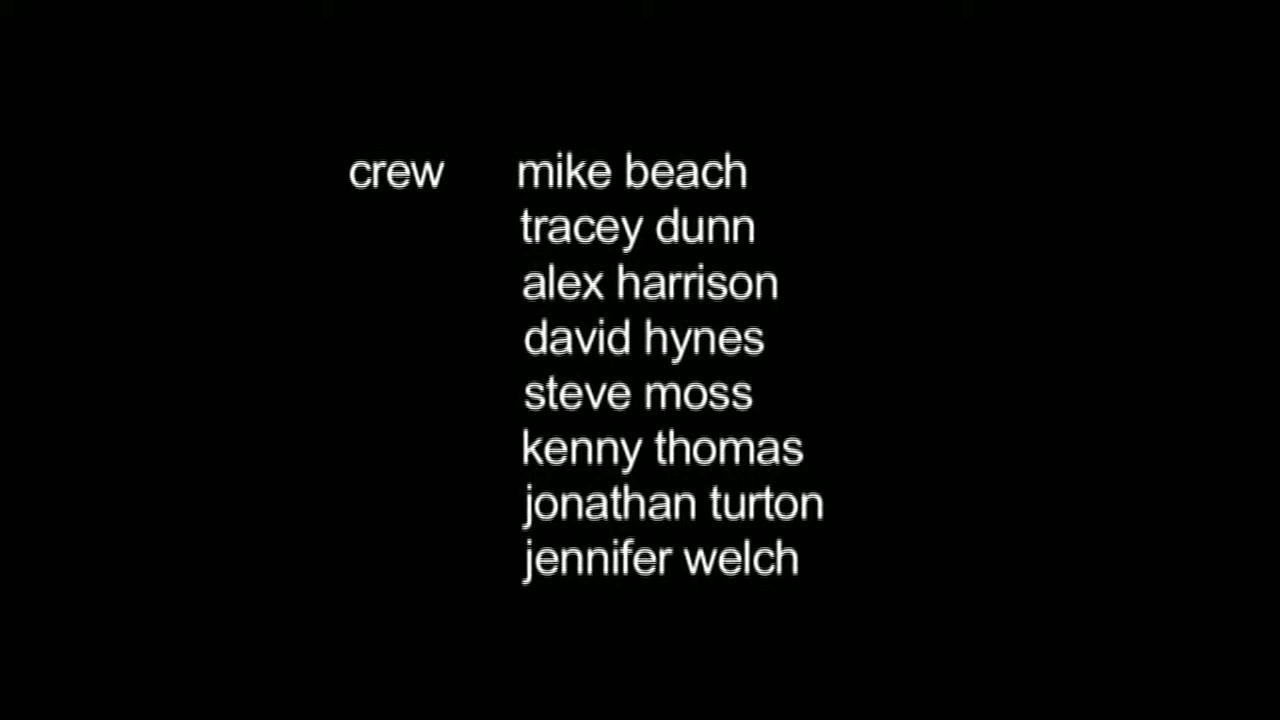 crew mike beach
tracey dunn
alex harrison
david hynes
steve moss
kenny thomas
jonathan turton
jennifer welch